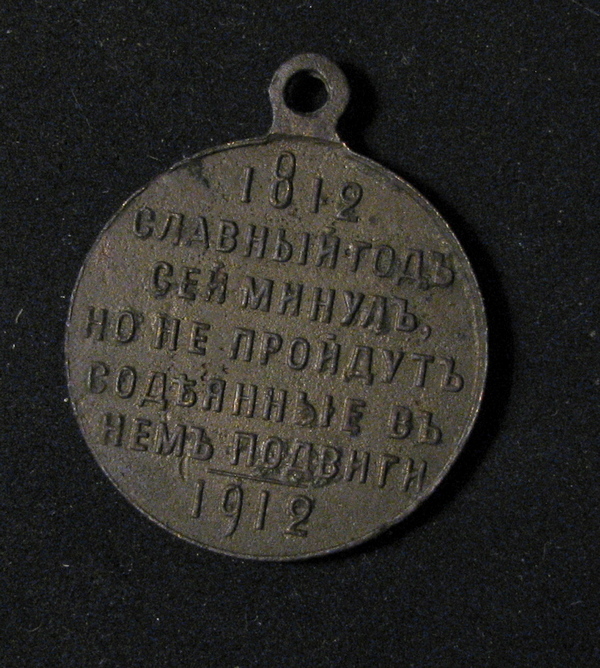 1812
СЛАВНЫЙ ГОДЪ
СЕЙ МИНУЛЪ,
НО НЕ ПРОЙДУТЪ
СОДѢЯННЫЕ ВЪ
НЕМЪ ПОДВИГИ
1912